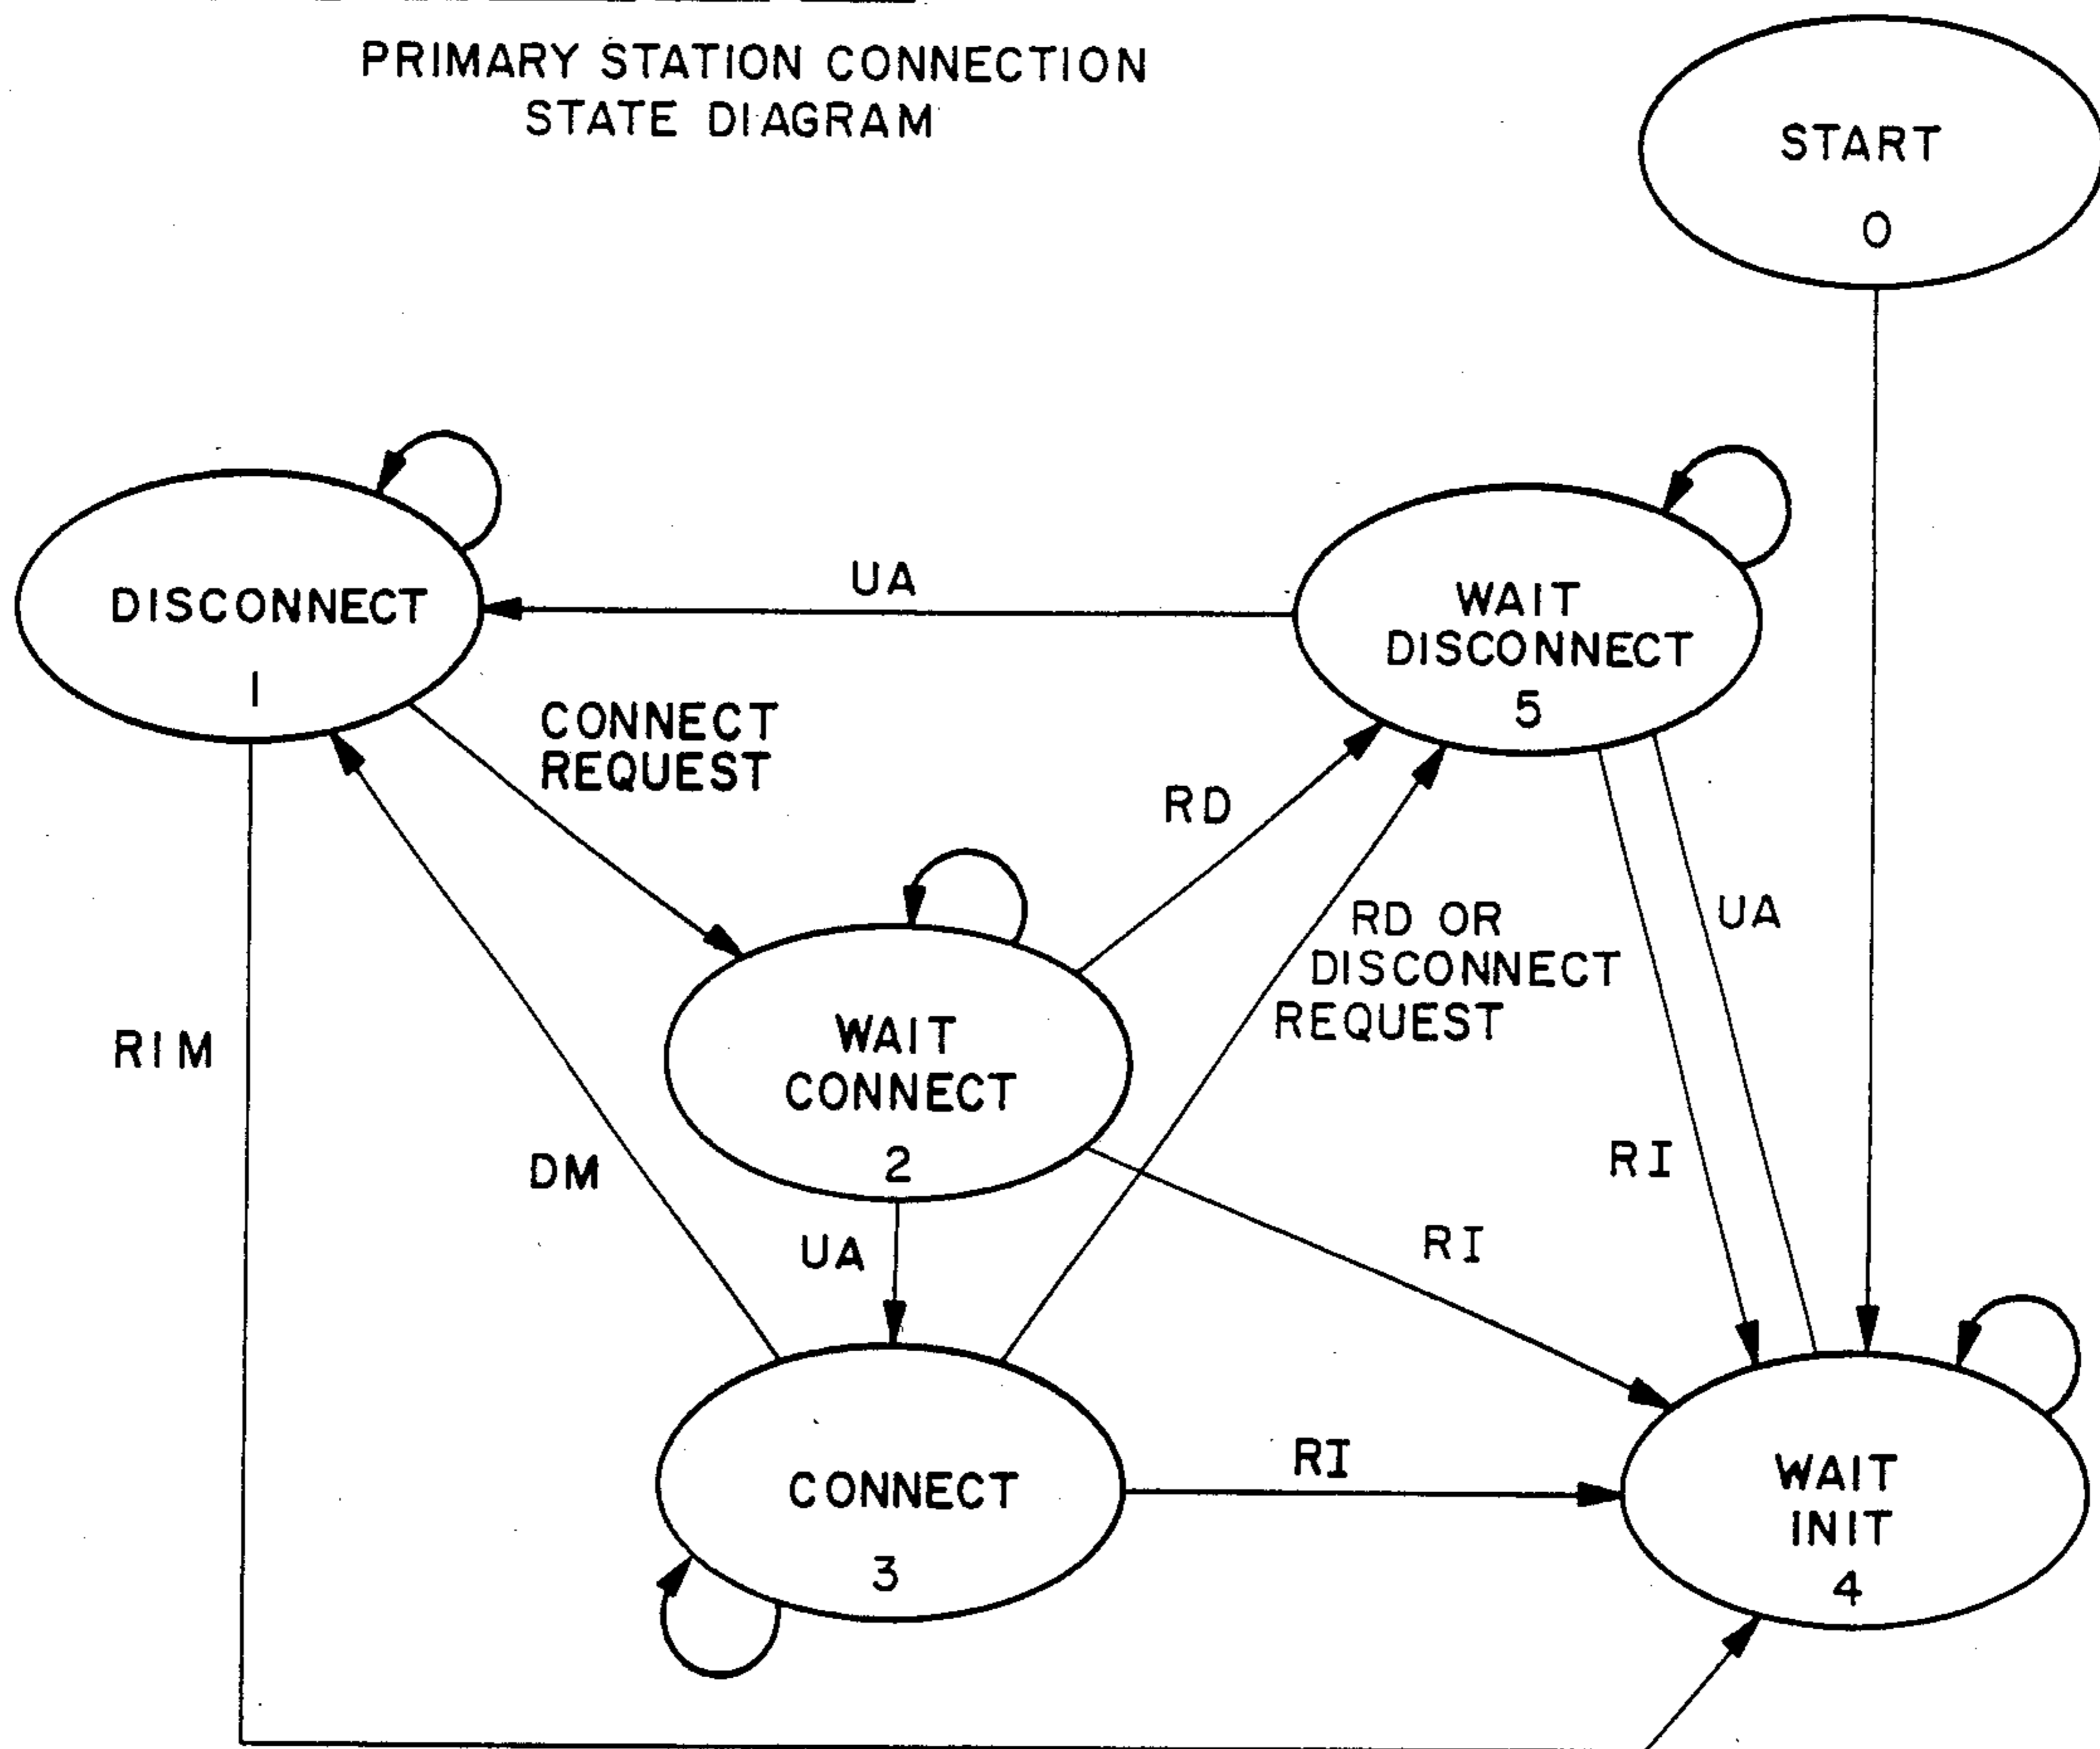 PRIMARY STATION CONNECTION
STATE DIAGRAM
START
0
DISCONNECT
1
UA
WAIT
DISCONNECT
5
CONNECT
REQUEST
RD
RD OR
DISCONNECT
REQUEST
UA
WAIT
CONNECT
2
RIM
DM
RI
UA
RI
CONNECT
3
RI
WAIT
INIT
4